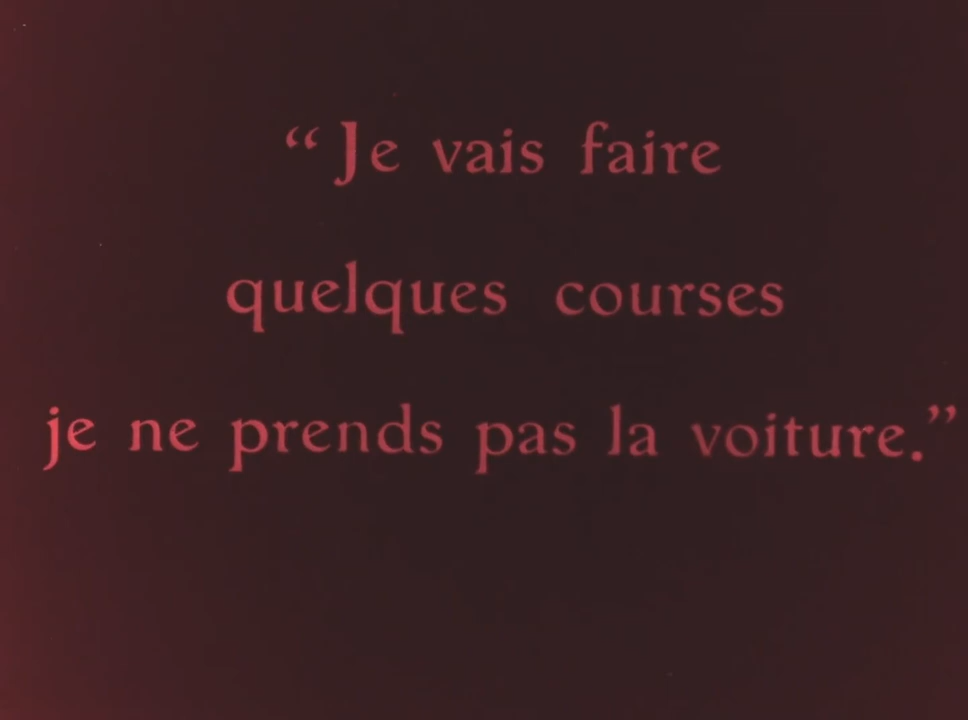 “Je vais faire
quelques courses
je ne prends pas la voiture.”